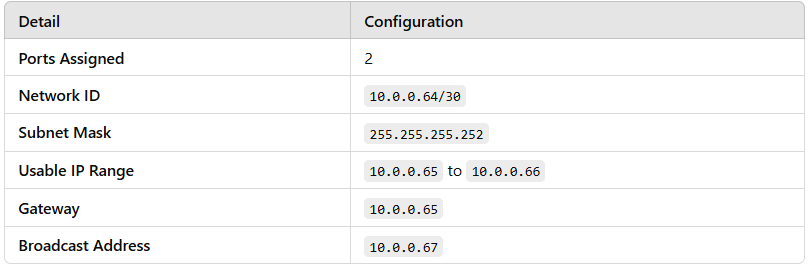 Detail Configuration
Ports Assigned 2
Network ID 10.0.0.64/30
Subnet Mask 255.255.255.252
Usable IP Range 10.0.0.65 to 10.0.0.66
Gateway 10.0.0.65
Broadcast Address 10.0.0.67